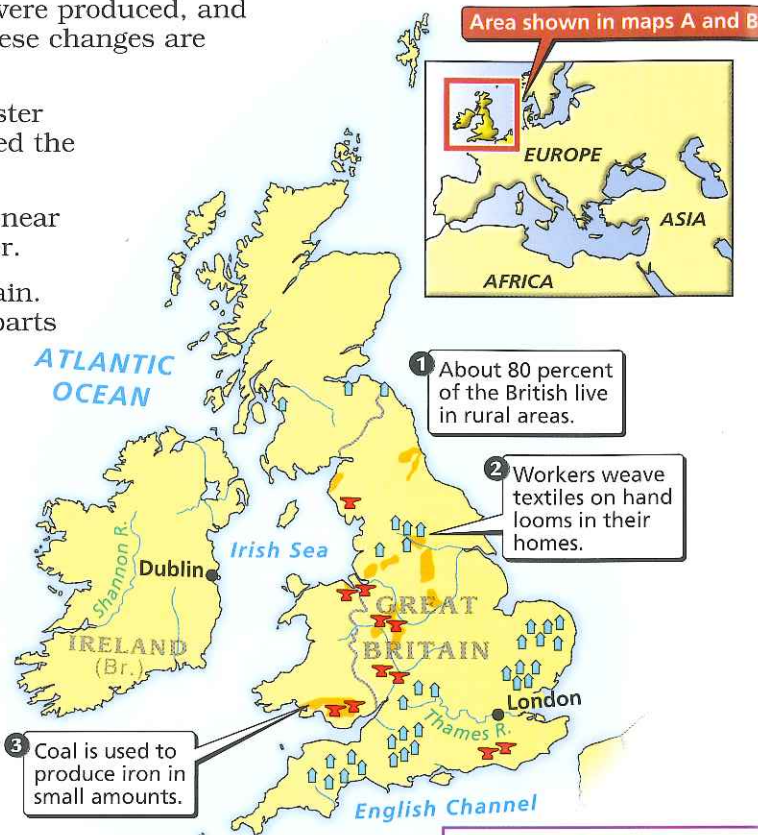 were produced, and
ese changes are
ster
ed the
near
r.
ain.
parts
Area shown in maps A and B
EUROPE
ASIA
AFRICA
ATLANTIC
OCEAN
1 About 80 percent
of the British live
in rural areas.
2 Workers weave
textiles on hand
looms in their
homes.
Irish Sea
Shannon R.
Dublin
GREAT
BRITAIN
IRELAND
(Br.)
London
Thames R.
3 Coal is used to
produce iron in
small amounts.
English Channel